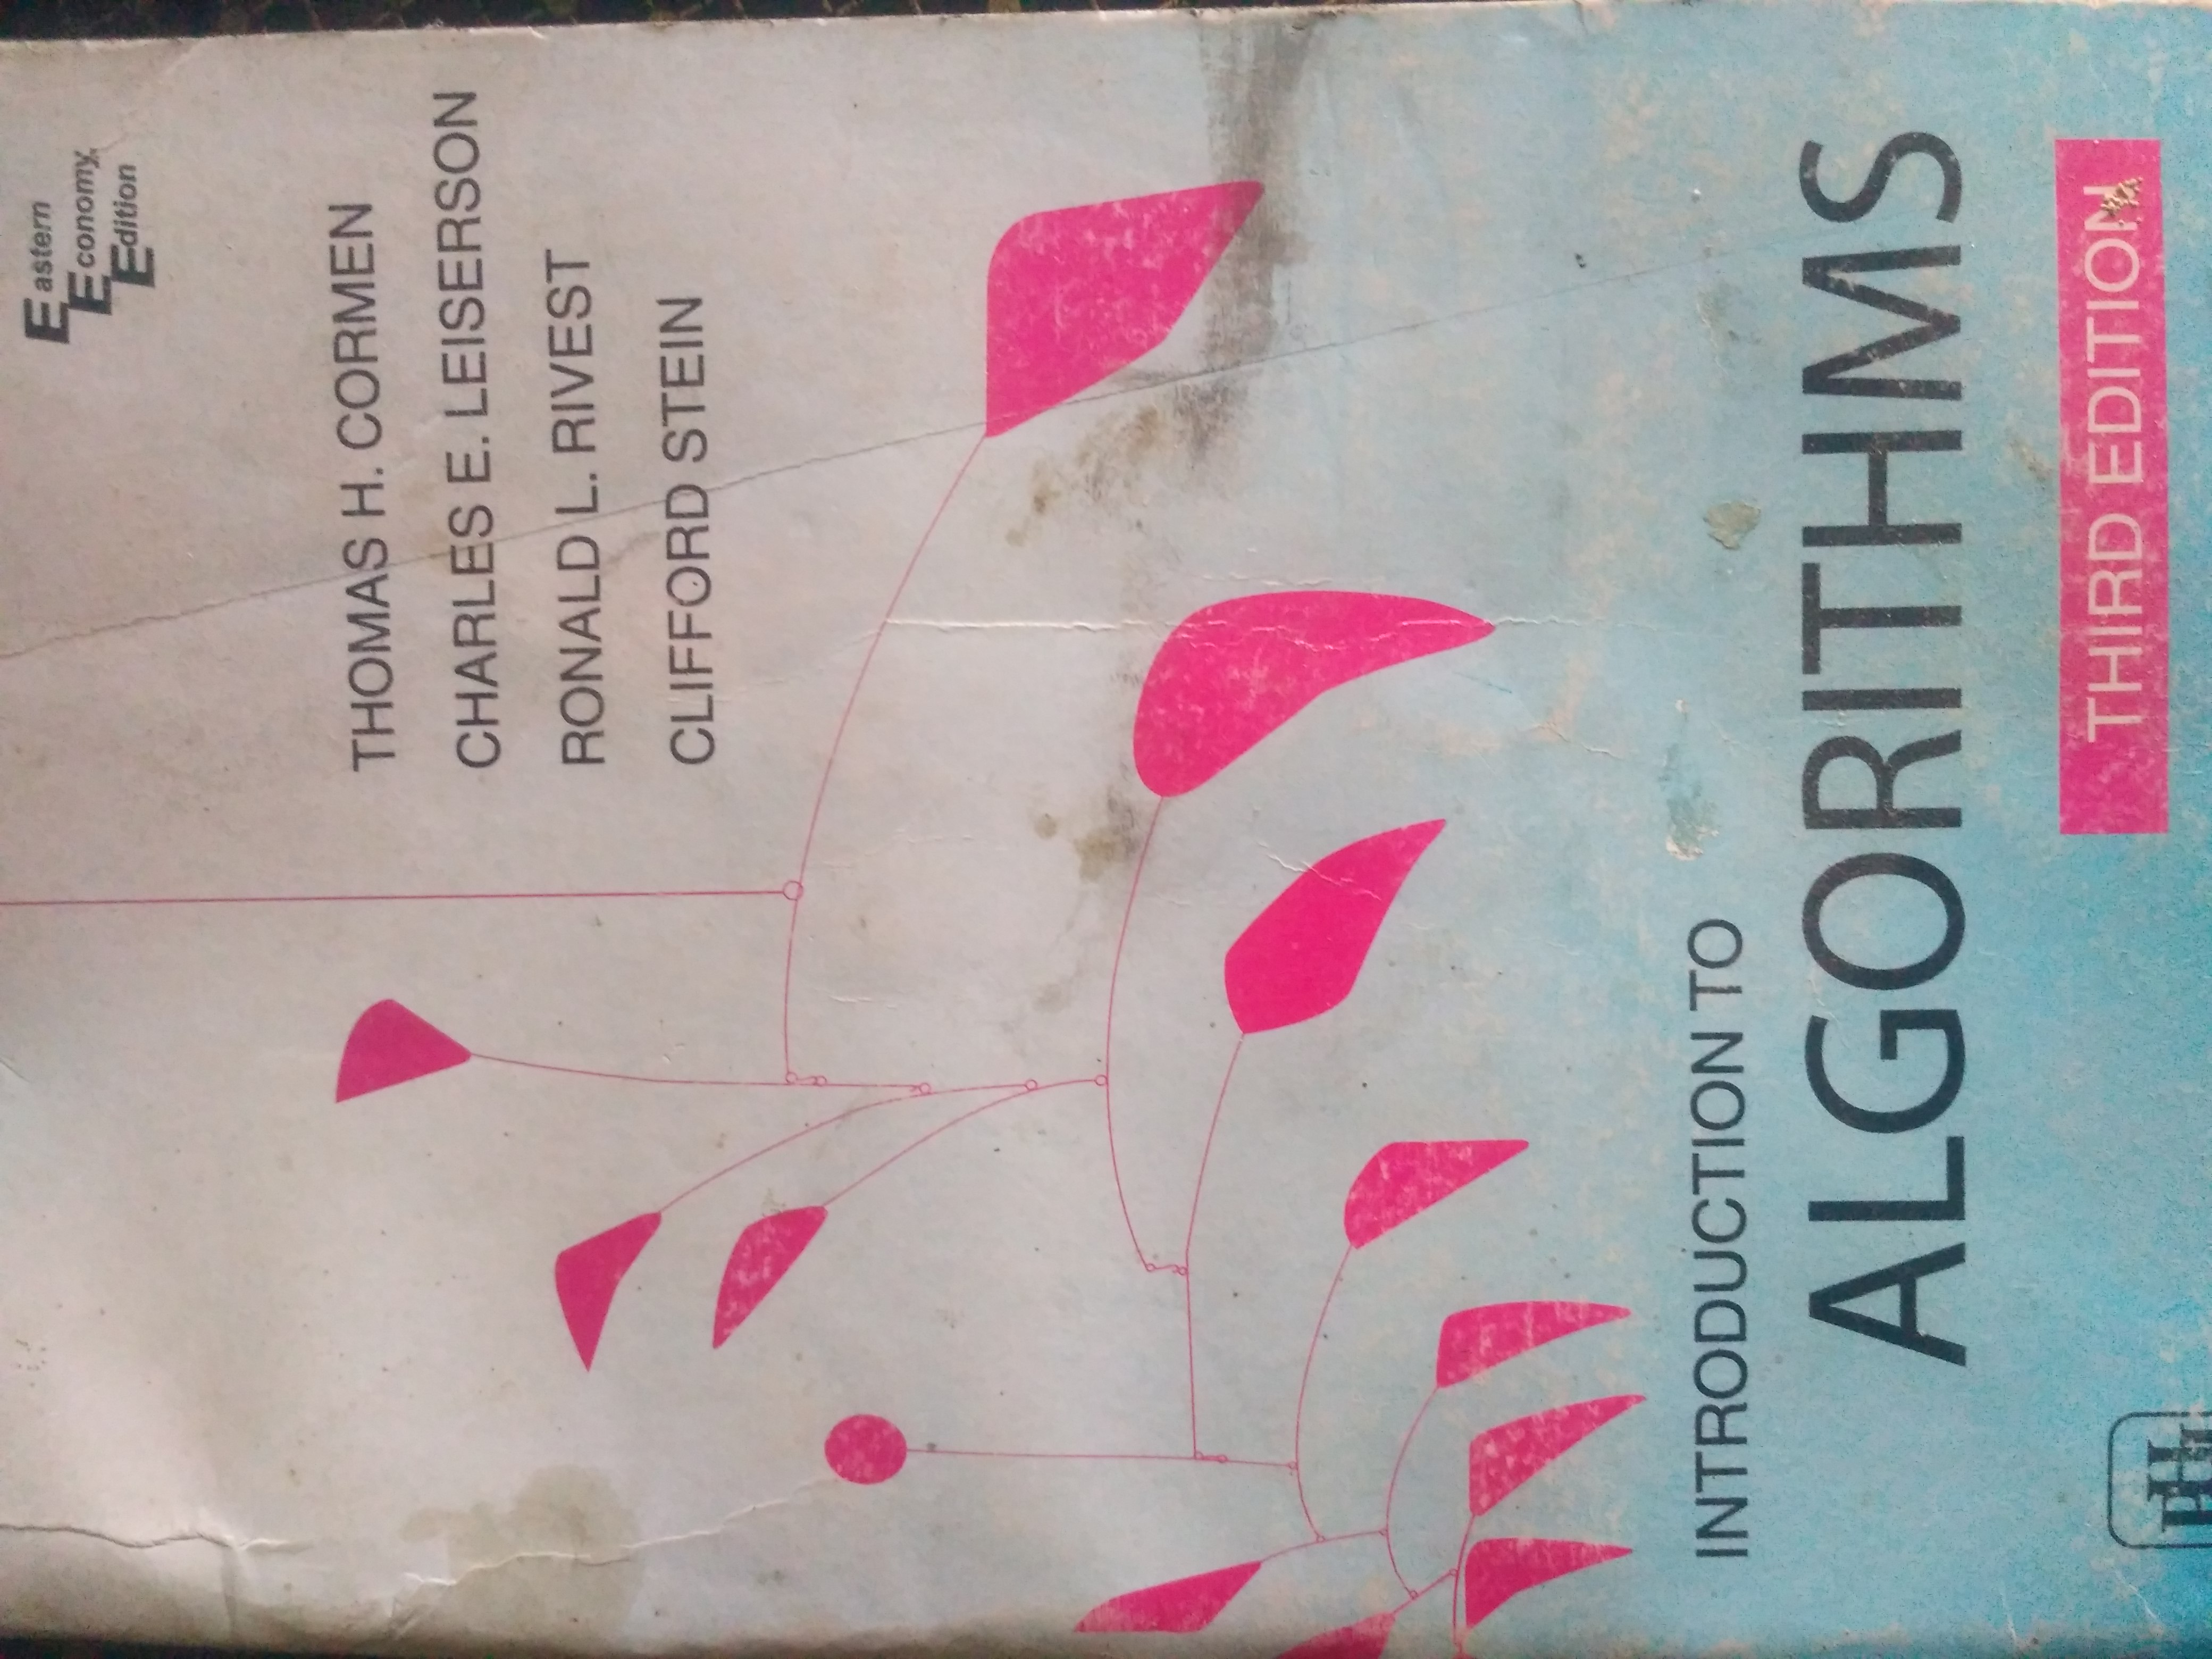 Eastern
Economy
Edition
THOMAS H. CORMEN
CHARLES E. LEISERSON
RONALD L. RIVEST
CLIFFORD STEIN
INTRODUCTION TO
ALGORITHMS
THIRD EDITION